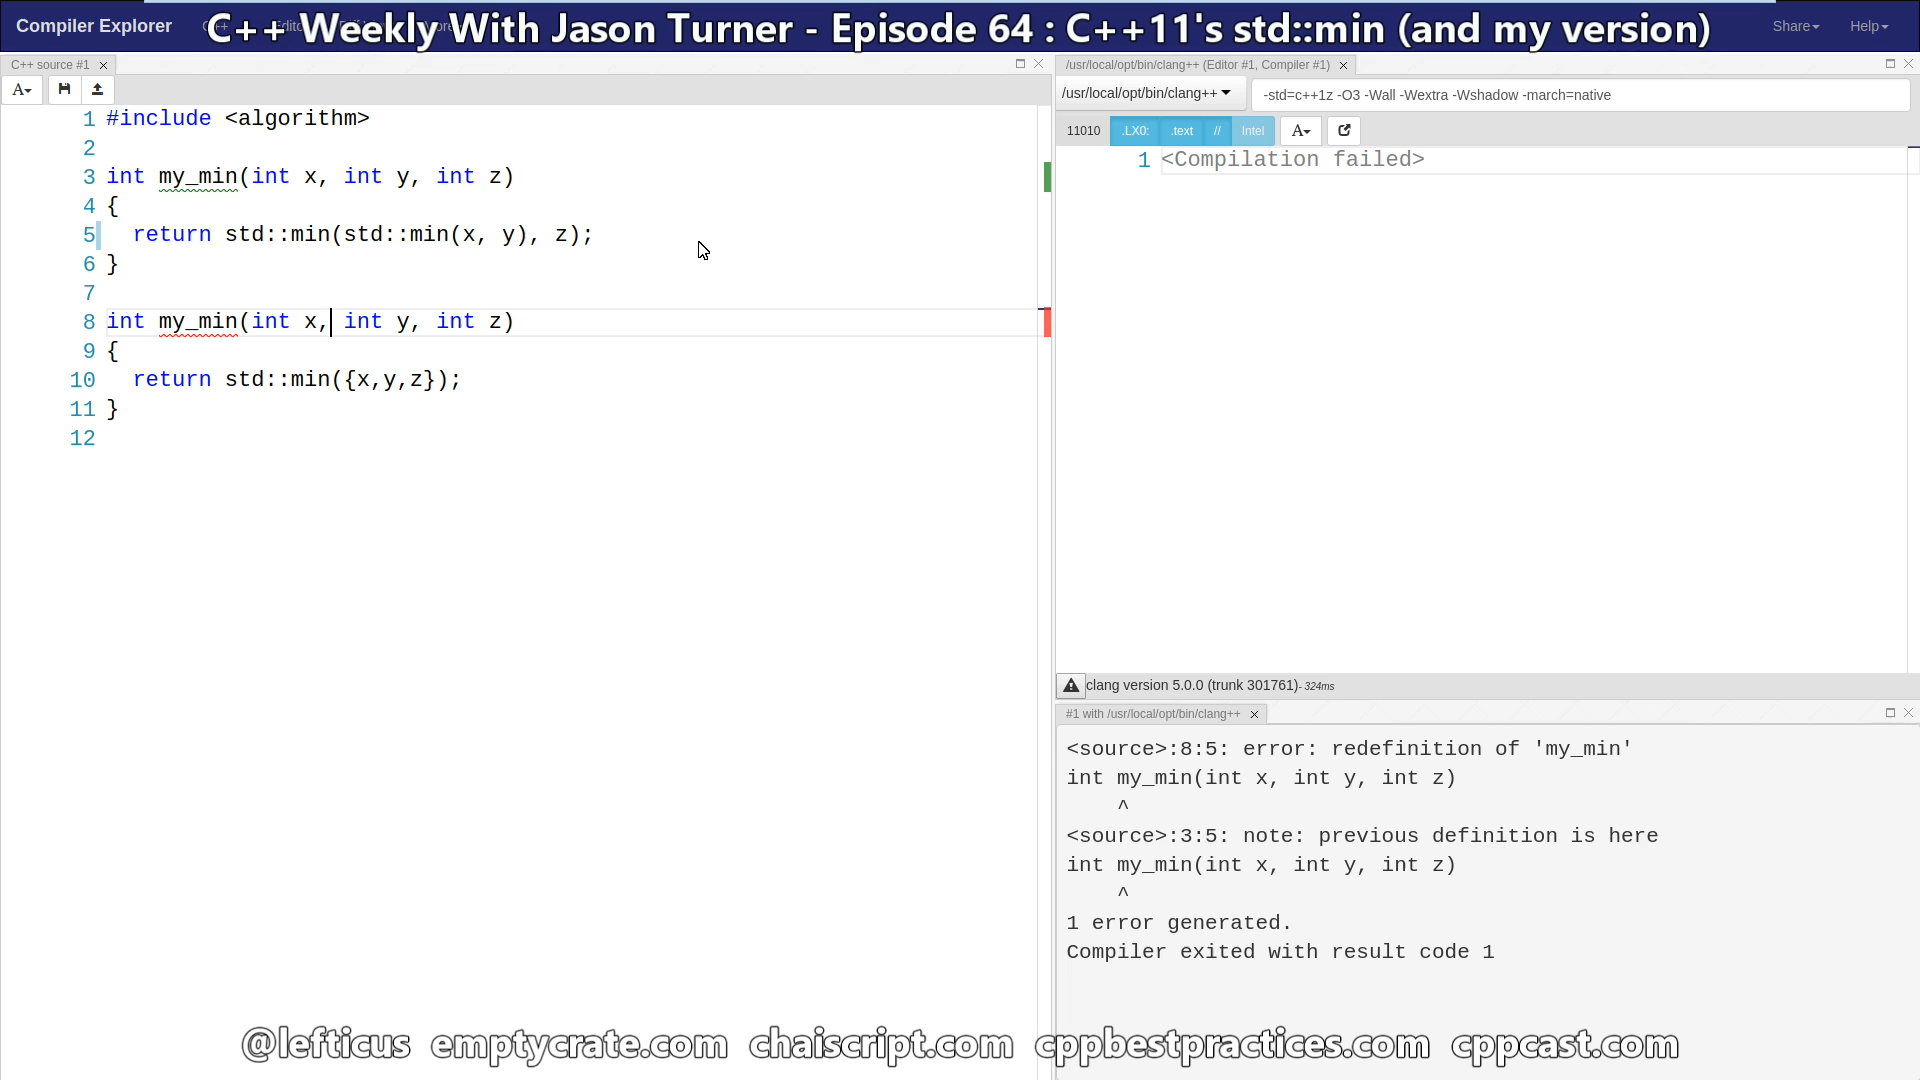 Compiler Explorer
C++ Weekly With Jason Turner - Episode 64 : C++11's std::min (and my version)
Share
Help
C++ source #1
A
1 #include <algorithm>
2
3 int my_min(int x, int y, int z)
4 {
5 return std::min(std::min(x, y), z);
6 }
7
8 int my_min(int x, int y, int z)
9 {
10 return std::min({x,y,z});
11 }
12
/usr/local/opt/bin/clang++ (Editor #1, Compiler #1)
/usr/local/opt/bin/clang++
-std=c++1z -O3 -Wall -Wextra -Wshadow -march=native
11010 .LX0: .text // Intel A
1 <Compilation failed>
clang version 5.0.0 (trunk 301761)- 324ms
#1 with /usr/local/opt/bin/clang++
<source>:8:5: error: redefinition of 'my_min'
int my_min(int x, int y, int z)
^
<source>:3:5: note: previous definition is here
int my_min(int x, int y, int z)
^
1 error generated.
Compiler exited with result code 1
@lefticus emptycrate.com chaiscript.com cppbestpractices.com cppcast.com